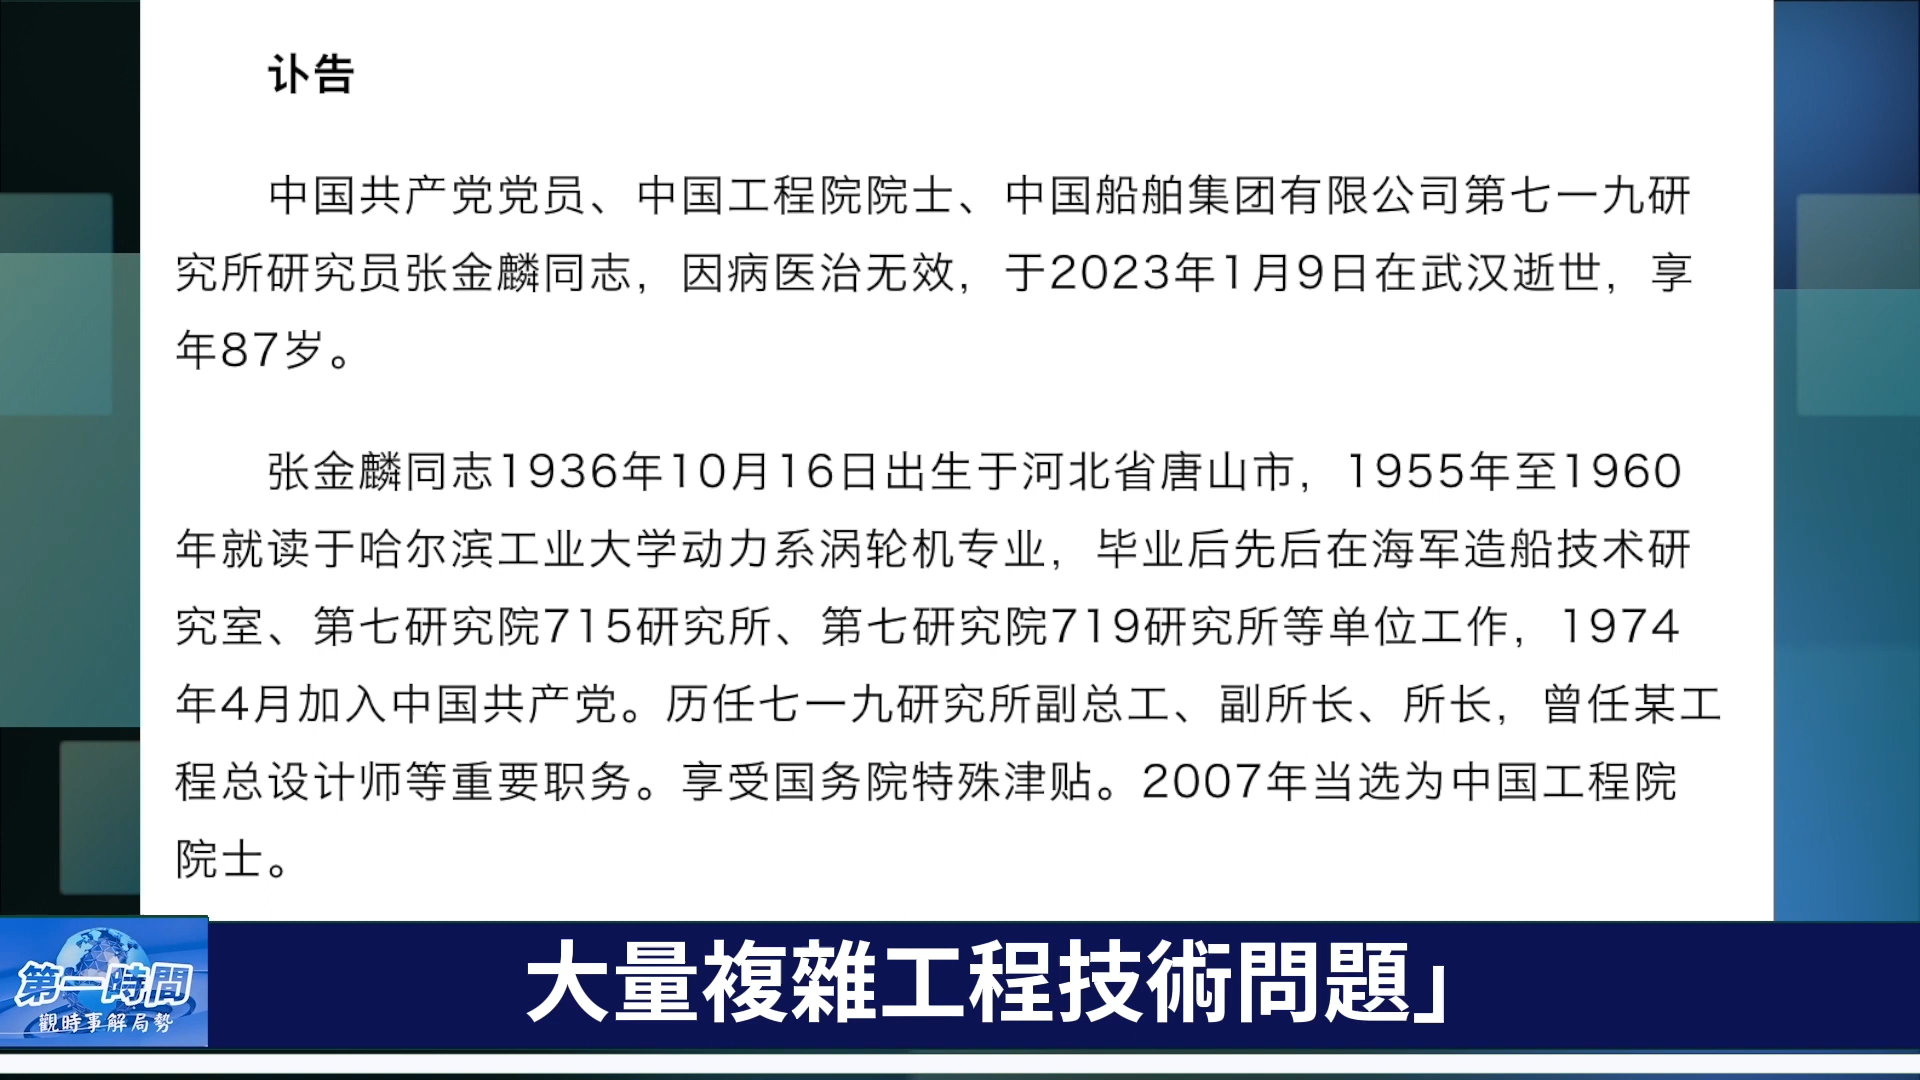 讣告
中国共产党党员、中国工程院院士、中国船舶集团有限公司第七一九研
究所研究员张金麟同志，因病医治无效，于2023年1月9日在武汉逝世，享
年87岁。
张金麟同志1936年10月16日出生于河北省唐山市，1955年至1960
年就读于哈尔滨工业大学动力系涡轮机专业，毕业后先后在海军造船技术研
究室、第七研究院715研究所、第七研究院719研究所等单位工作，1974
年4月加入中国共产党。历任七一九研究所副总工、副所长、所长，曾任某工
程总设计师等重要职务。享受国务院特殊津贴。2007年当选为中国工程院
院士。
大量複雜工程技術問題」
第一時間
觀時事解局勢